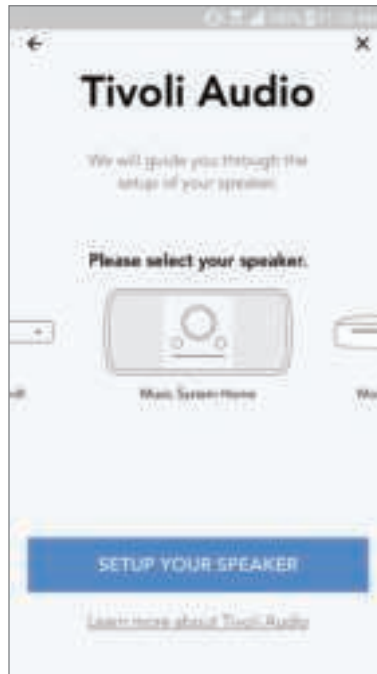 Tivoli Audio
We will guide you through the
setup of your speaker.
Please select your speaker.
Music System Home
SETUP YOUR SPEAKER
Learn more about Tivoli Audio